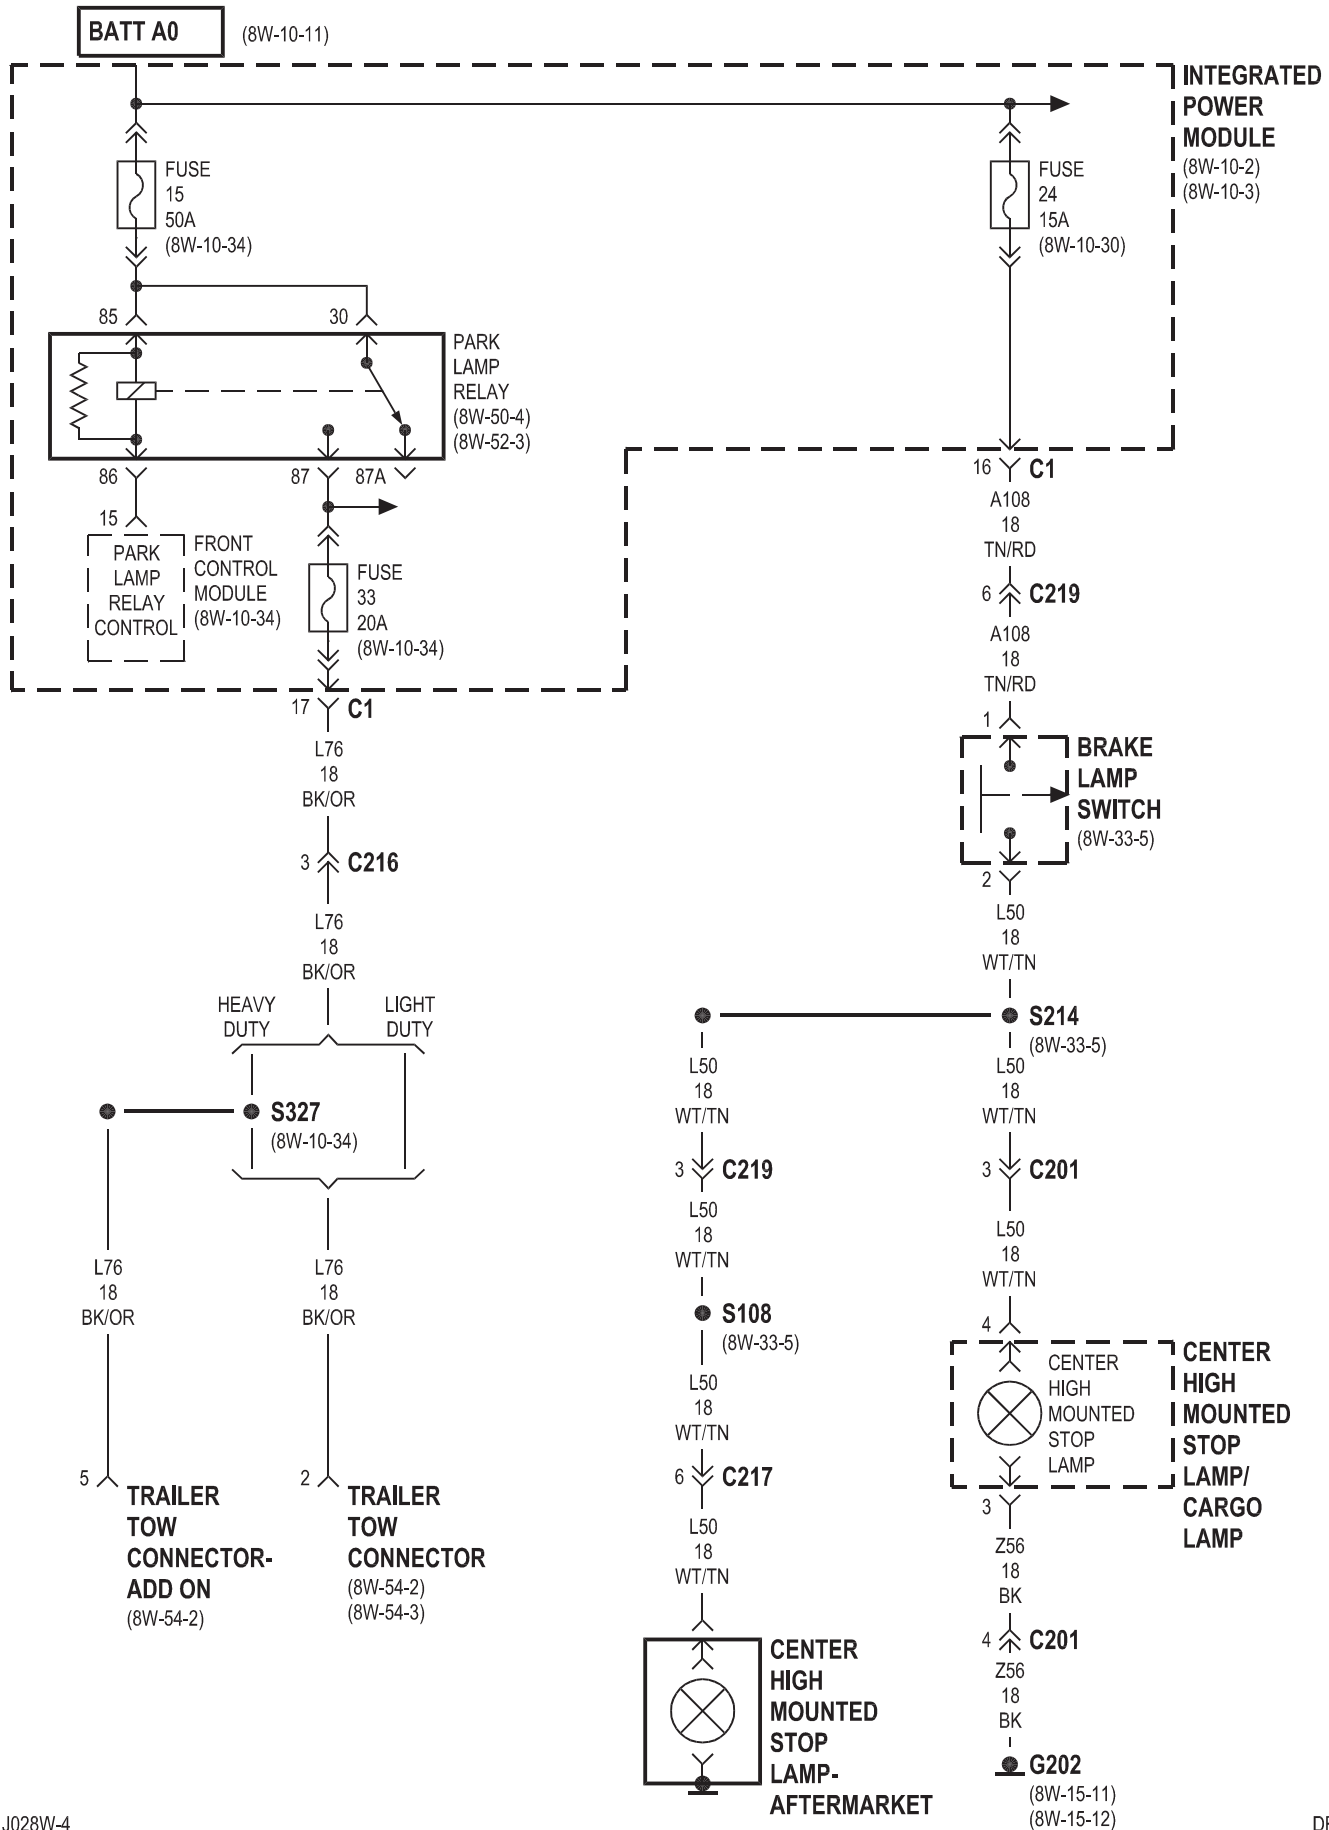 BATT A0
(8W-10-11)
INTEGRATED
POWER
MODULE
(8W-10-2)
(8W-10-3)
FUSE
15
50A
(8W-10-34)
FUSE
24
15A
(8W-10-30)
85
30
PARK
LAMP
RELAY
(8W-50-4)
(8W-52-3)
86
87
87A
15
PARK
LAMP
RELAY
CONTROL
FRONT
CONTROL
MODULE
(8W-10-34)
FUSE
33
20A
(8W-10-34)
16
C1
A108
18
TN/RD
6
C219
A108
18
TN/RD
1
BRAKE
LAMP
SWITCH
(8W-33-5)
2
L50
18
WT/TN
17
C1
L76
18
BK/OR
3
C216
L76
18
BK/OR
HEAVY
DUTY
LIGHT
DUTY
S327
(8W-10-34)
L76
18
BK/OR
L76
18
BK/OR
5
TRAILER
TOW
CONNECTOR-
ADD ON
(8W-54-2)
2
TRAILER
TOW
CONNECTOR
(8W-54-2)
(8W-54-3)
S214
(8W-33-5)
L50
18
WT/TN
3
C219
L50
18
WT/TN
S108
(8W-33-5)
L50
18
WT/TN
6
C217
L50
18
WT/TN
CENTER
HIGH
MOUNTED
STOP
LAMP-
AFTERMARKET
L50
18
WT/TN
3
C201
L50
18
WT/TN
4
CENTER
HIGH
MOUNTED
STOP
LAMP
CENTER
HIGH
MOUNTED
STOP
LAMP/
CARGO
LAMP
3
Z56
18
BK
4
C201
Z56
18
BK
G202
(8W-15-11)
(8W-15-12)
J028W-4